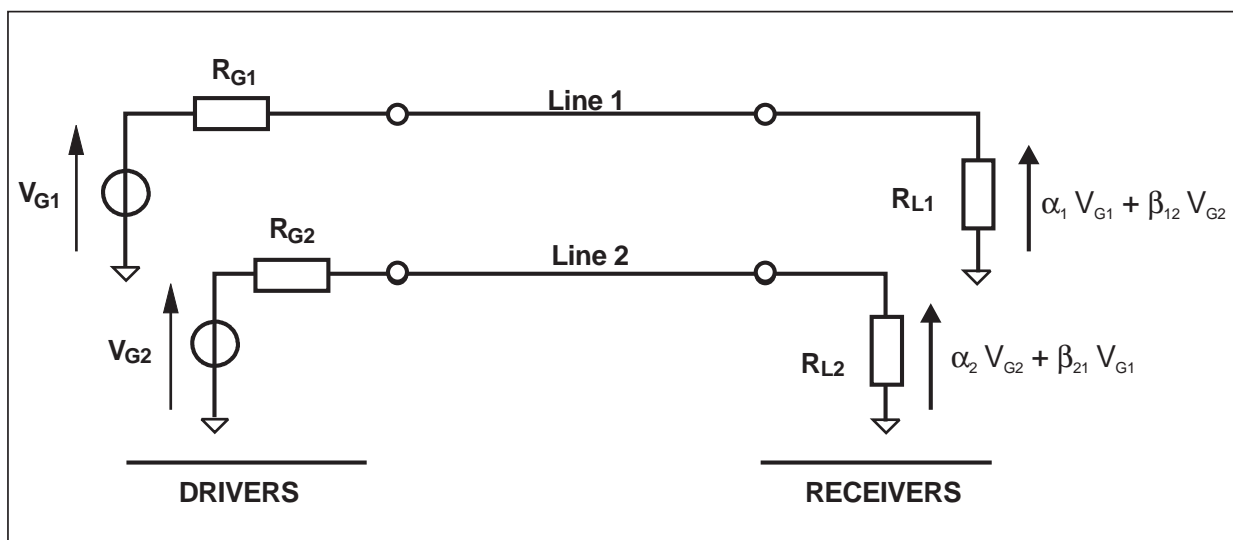 R_G1
Line 1
V_G1
R_L1
α_1 V_G1 + β_12 V_G2
R_G2
Line 2
V_G2
R_L2
α_2 V_G2 + β_21 V_G1
DRIVERS
RECEIVERS